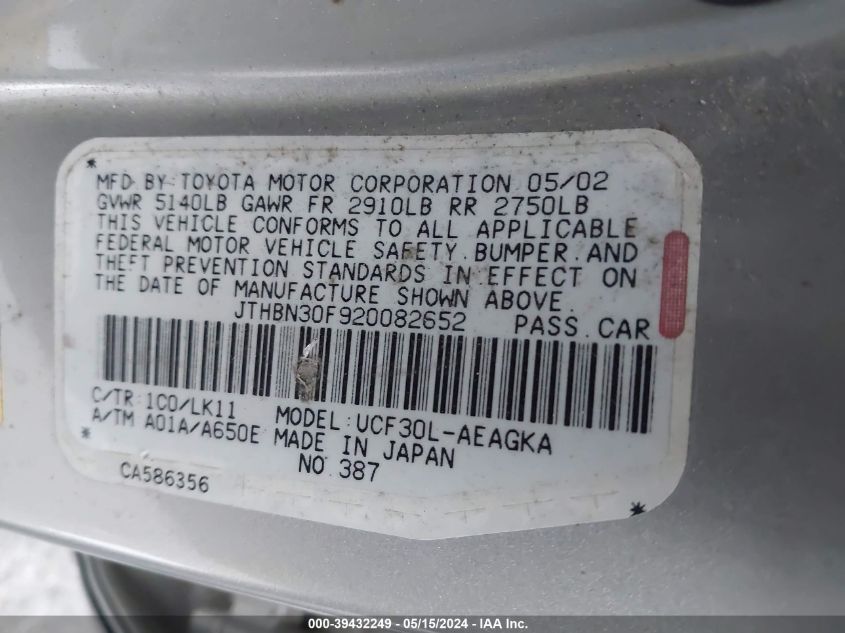 MFD BY: TOYOTA MOTOR CORPORATION 05/02
GVWR 5140LB GAWR FR 2910LB RR 2750LB
THIS VEHICLE CONFORMS TO ALL APPLICABLE
FEDERAL MOTOR VEHICLE SAFETY, BUMPER, AND
THEFT PREVENTION STANDARDS IN EFFECT ON
THE DATE OF MANUFACTURE SHOWN ABOVE.
JTHBN30F920082652 PASS. CAR
C/TR: 1C0/LK11 MODEL: UCF30L-AEAGKA
A/TM A01A/A650E MADE IN JAPAN
CA586356 NO. 387
000-39432249 - 05/15/2024 - IAA Inc.